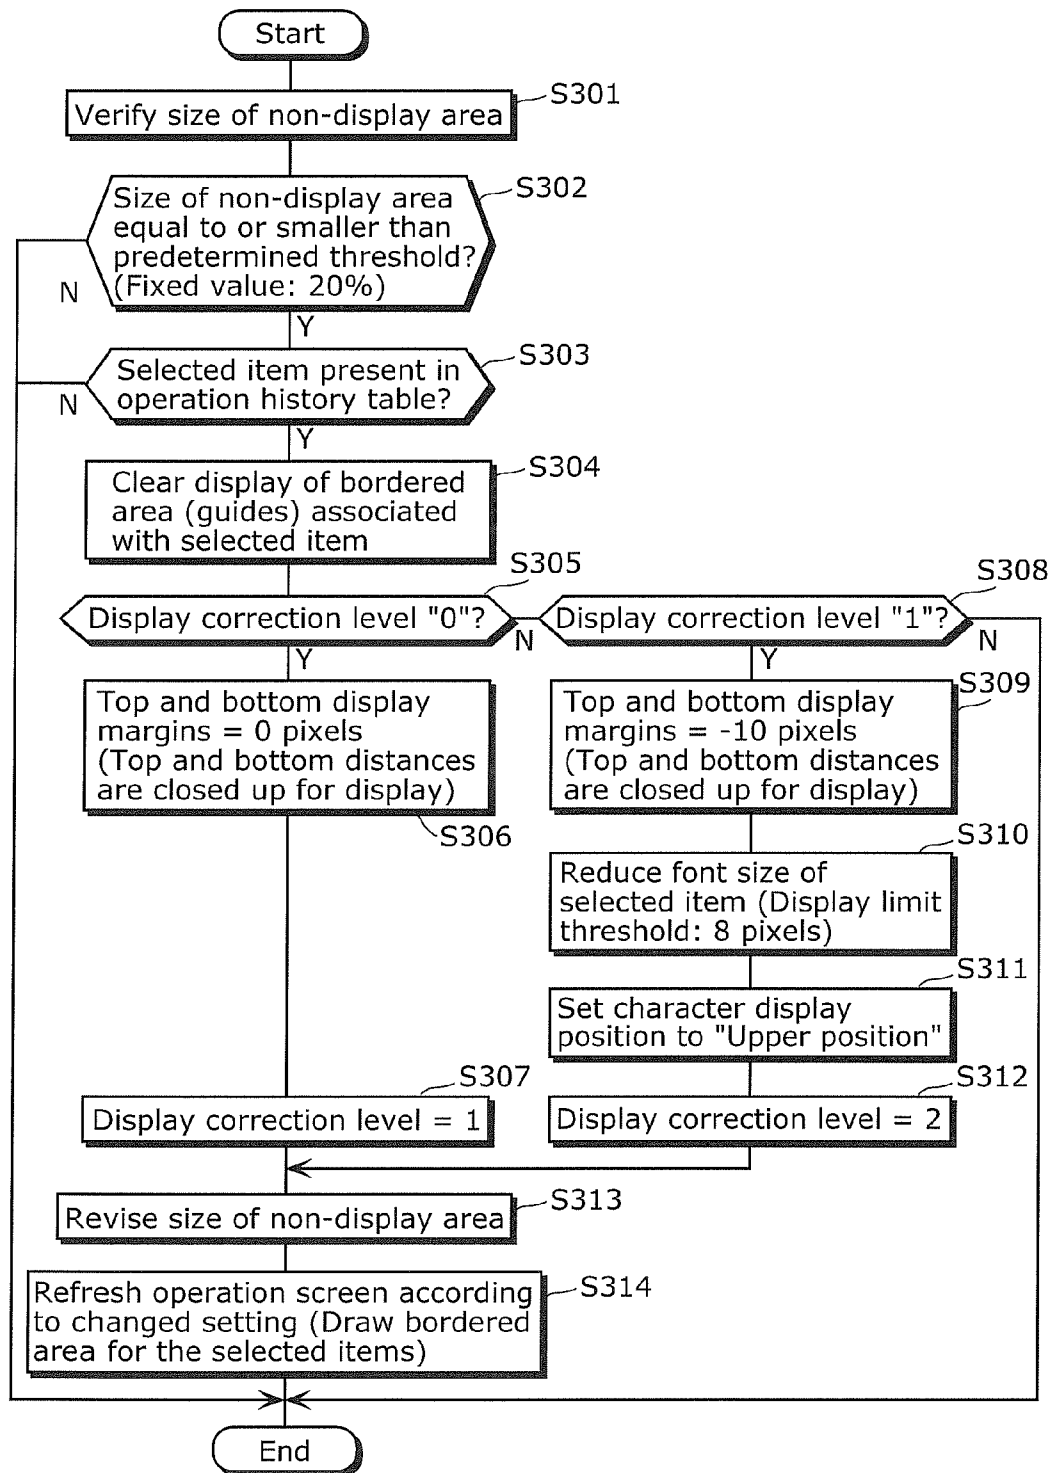 Start
Verify size of non-display area
S301
Size of non-display area
equal to or smaller than
predetermined threshold?
(Fixed value: 20%)
S302
N
Y
Selected item present in
operation history table?
S303
N
Y
Clear display of bordered
area (guides) associated
with selected item
S304
Display correction level "0"?
S305
N
Y
Display correction level "1"?
S308
N
Y
Top and bottom display
margins = 0 pixels
(Top and bottom distances
are closed up for display)
S306
Top and bottom display
margins = -10 pixels
(Top and bottom distances
are closed up for display)
S309
Reduce font size of
selected item (Display limit
threshold: 8 pixels)
S310
Set character display
position to "Upper position"
S311
Display correction level = 1
S307
Display correction level = 2
S312
Revise size of non-display area
S313
Refresh operation screen according
to changed setting (Draw bordered
area for the selected items)
S314
End